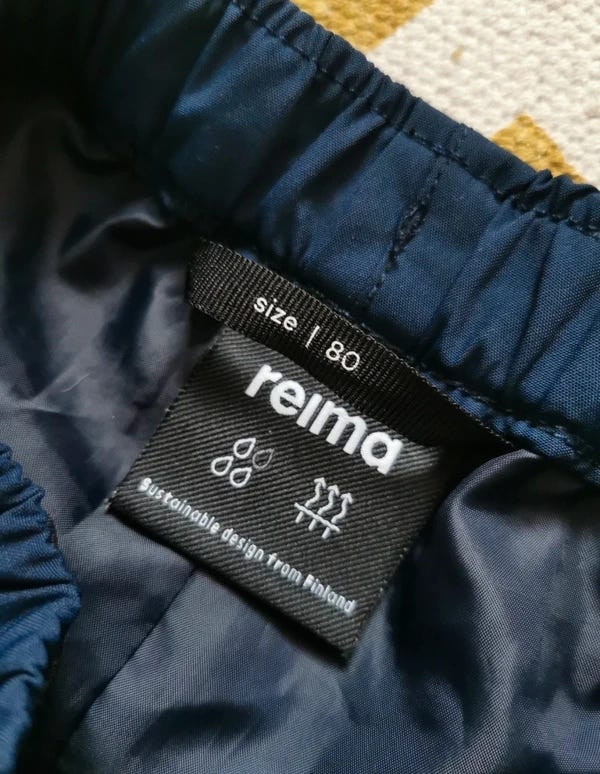 size | 80
reima
Sustainable design from Finland